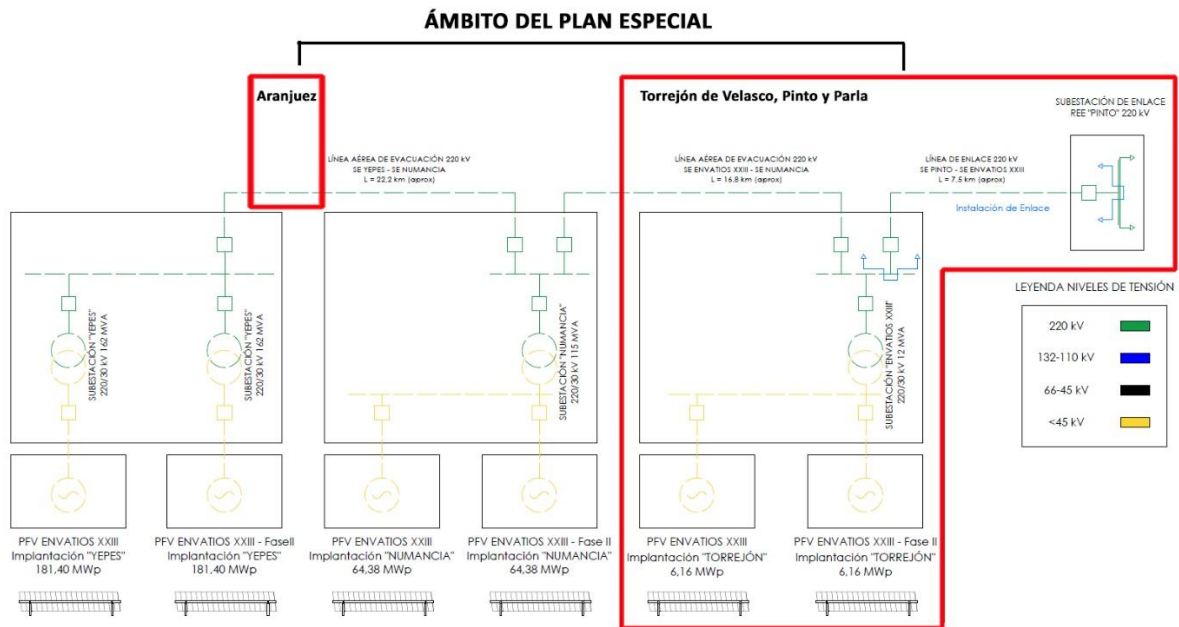 ÁMBITO DEL PLAN ESPECIAL
Aranjuez
Torrejón de Velasco, Pinto y Parla
SUBESTACIÓN DE ENLACE
REE "PINTO" 220 kV
LÍNEA AÉREA DE EVACUACIÓN 220 kV
SE YEPES - SE NUMANCIA
L = 22,2 km (aprox)
LÍNEA AÉREA DE EVACUACIÓN 220 kV
SE ENVATIOS XXIII - SE NUMANCIA
L = 16,8 km (aprox)
LÍNEA DE ENLACE 220 kV
SE PINTO - SE ENVATIOS XXIII
L = 7,5 km (aprox)
Instalación de Enlace
SUBESTACIÓN "YEPES"
220/30 kV 162 MVA
SUBESTACIÓN "YEPES"
220/30 kV 162 MVA
SUBESTACIÓN "NUMANCIA"
220/30 kV 115 MVA
SUBESTACIÓN "ENVATIOS XXIII"
220/30 kV 12 MVA
LEYENDA NIVELES DE TENSIÓN
220 kV
132-110 kV
66-45 kV
<45 kV
PFV ENVATIOS XXIII
Implantación "YEPES"
181,40 MWp
PFV ENVATIOS XXIII - FaseII
Implantación "YEPES"
181,40 MWp
PFV ENVATIOS XXIII
Implantación "NUMANCIA"
64,38 MWp
PFV ENVATIOS XXIII - Fase II
Implantación "NUMANCIA"
64,38 MWp
PFV ENVATIOS XXIII
Implantación "TORREJÓN"
6,16 MWp
PFV ENVATIOS XXIII - Fase II
Implantación "TORREJÓN"
6,16 MWp